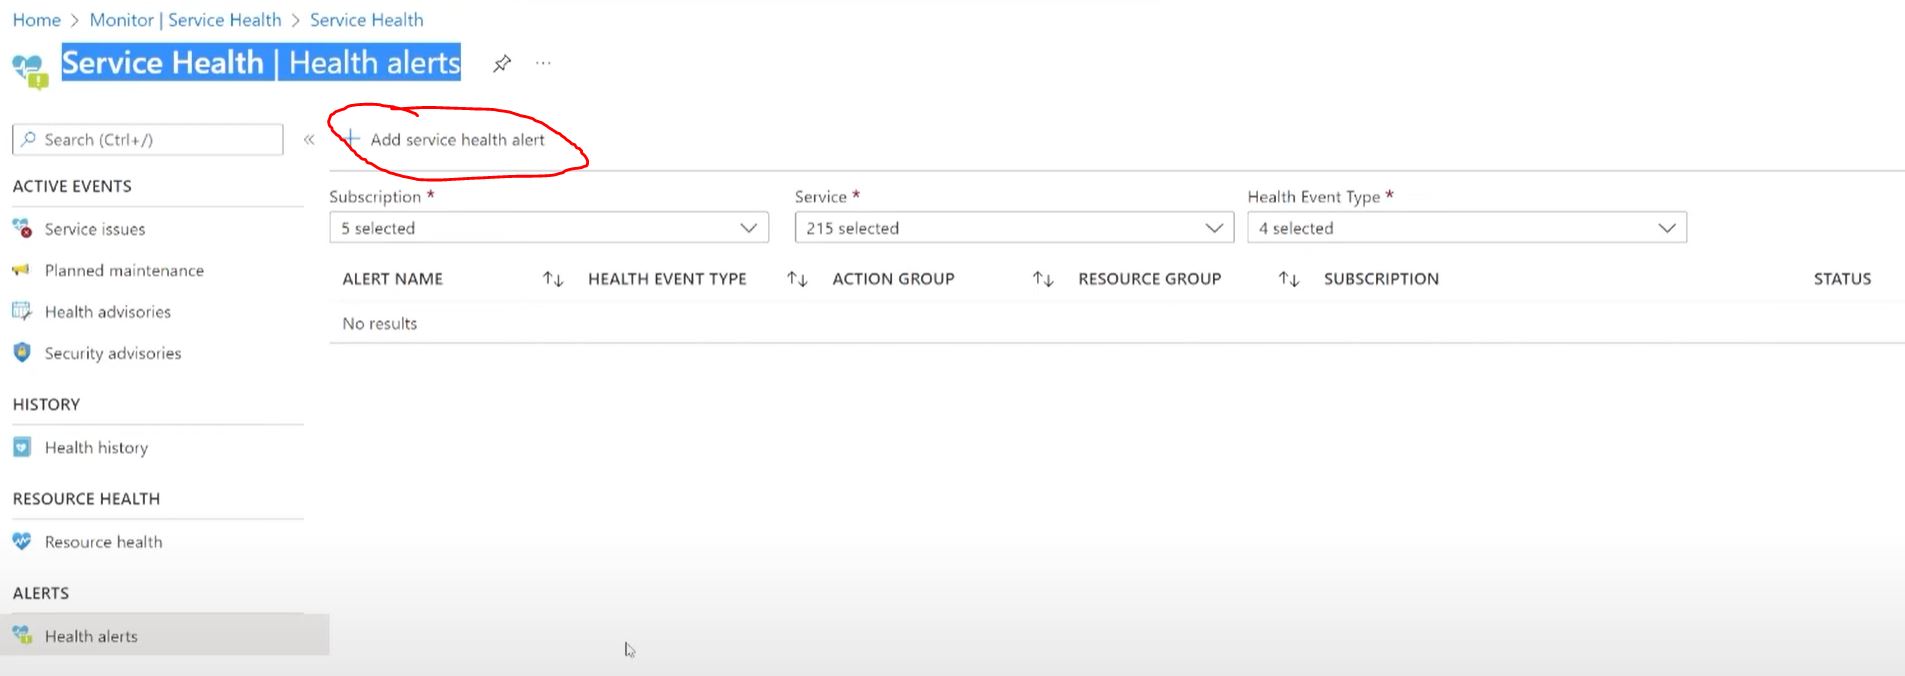 Home > Monitor | Service Health > Service Health
Service Health | Health alerts
...
Search (Ctrl+/)
«
+ Add service health alert
ACTIVE EVENTS
Service issues
Planned maintenance
Health advisories
Security advisories
HISTORY
Health history
RESOURCE HEALTH
Resource health
ALERTS
Health alerts
Subscription *
5 selected
Service *
215 selected
Health Event Type *
4 selected
ALERT NAME ↑↓ HEALTH EVENT TYPE ↑↓ ACTION GROUP ↑↓ RESOURCE GROUP ↑↓ SUBSCRIPTION STATUS
No results